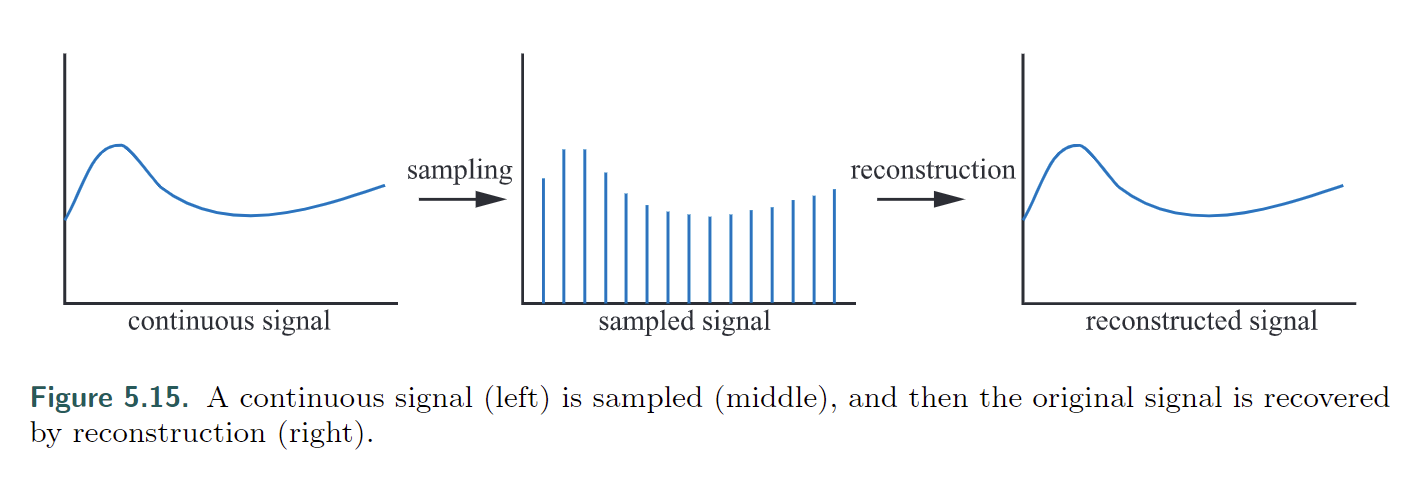 sampling
reconstruction
continuous signal
sampled signal
reconstructed signal
Figure 5.15. A continuous signal (left) is sampled (middle), and then the original signal is recovered
by reconstruction (right).